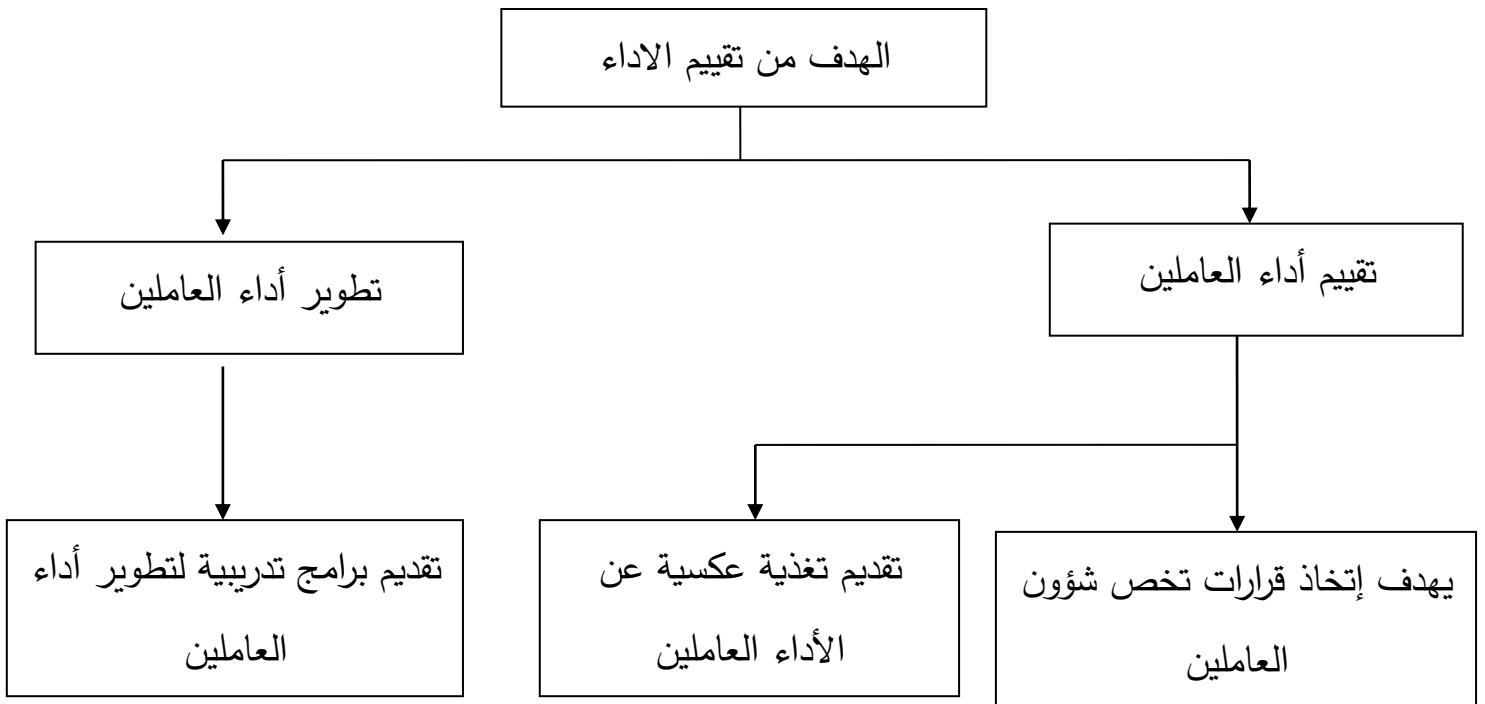 الهدف من تقييم الاداء
تقييم أداء العاملين
تطوير أداء العاملين
يهدف إتخاذ قرارات تخص شؤون
العاملين
تقديم تغذية عكسية عن
الأداء العاملين
تقديم برامج تدريبية لتطوير أداء
العاملين